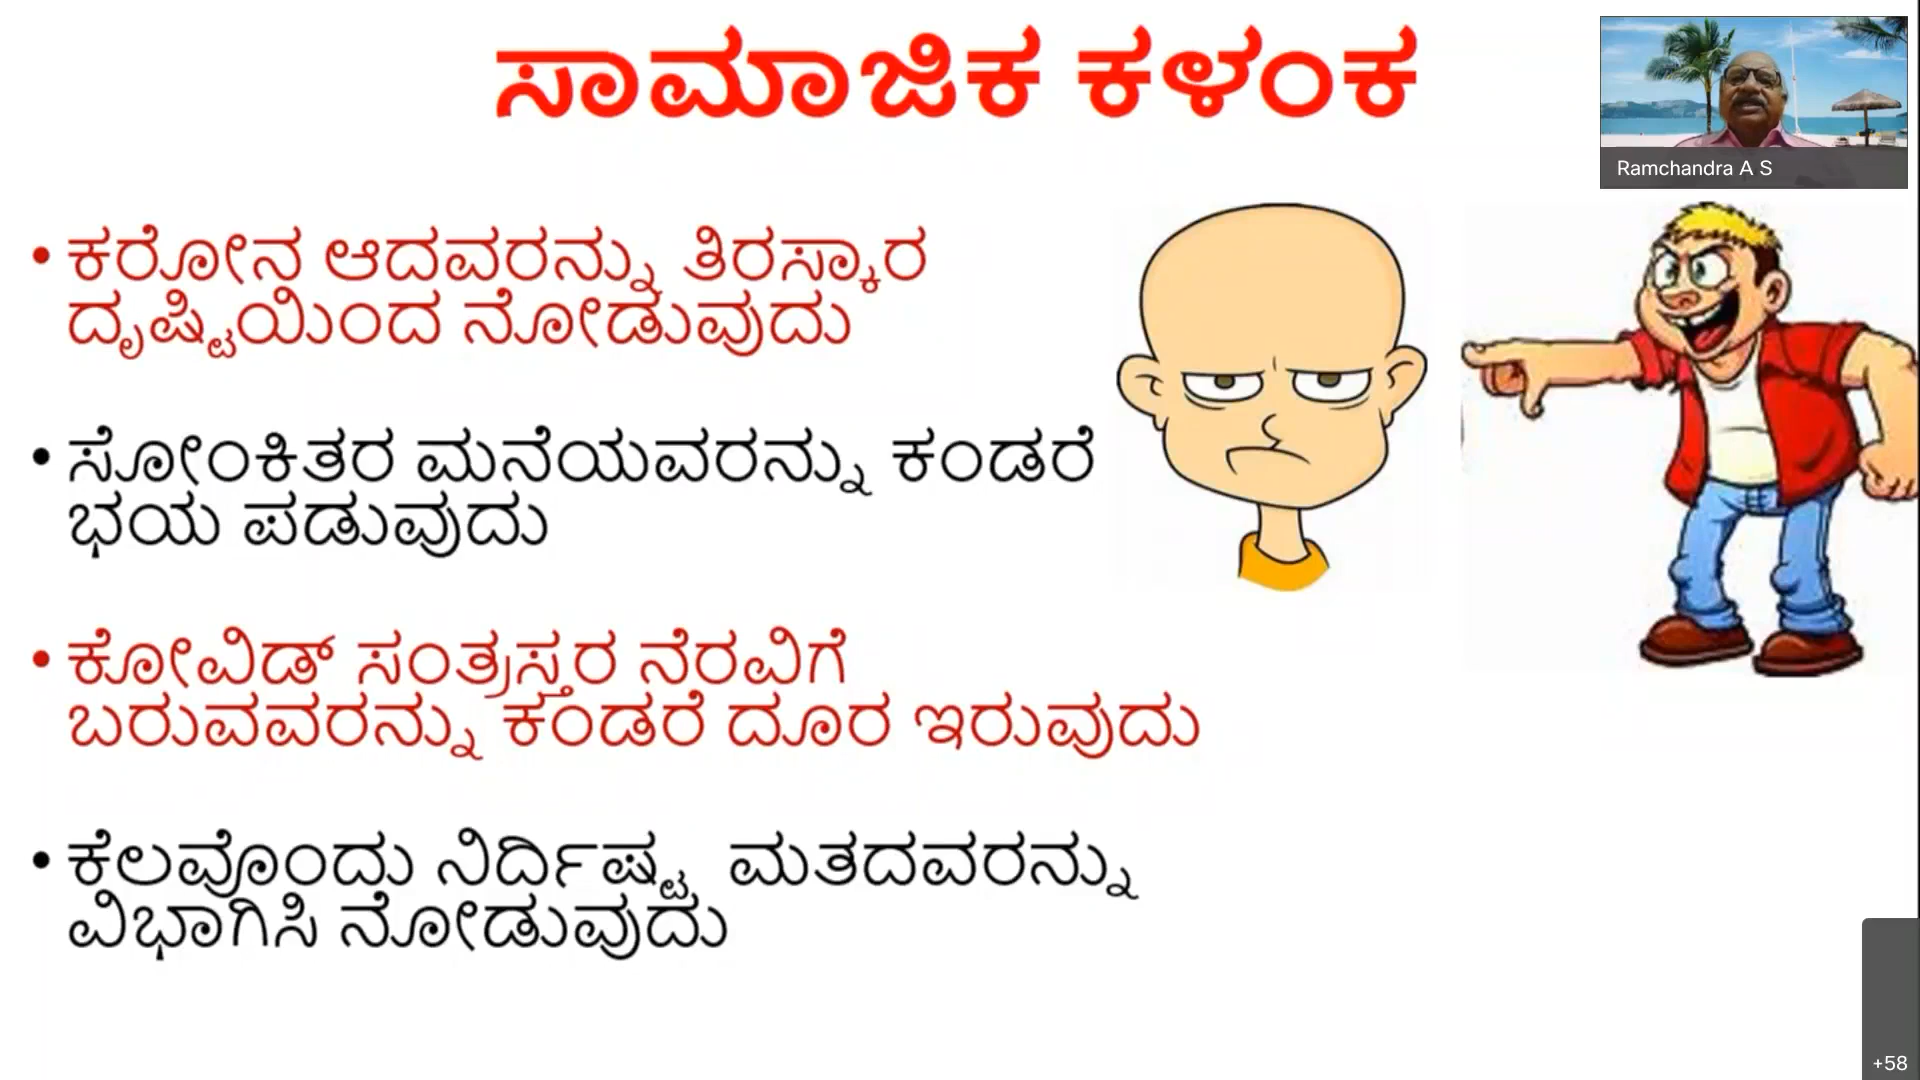 ಸಾಮಾಜಿಕ ಕಳಂಕ
Ramchandra A S
• ಕರೋನ ಆದವರನ್ನು ತಿರಸ್ಕಾರ
ದೃಷ್ಟಿಯಿಂದ ನೋಡುವುದು
• ಸೋಂಕಿತರ ಮನೆಯವರನ್ನು ಕಂಡರೆ
ಭಯ ಪಡುವುದು
• ಕೋವಿಡ್ ಸಂತ್ರಸ್ತರ ನೆರವಿಗೆ
ಬರುವವರನ್ನು ಕಂಡರೆ ದೂರ ಇರುವುದು
• ಕೆಲವೊಂದು ನಿರ್ದಿಷ್ಟ ಮತದವರನ್ನು
ವಿಭಾಗಿಸಿ ನೋಡುವುದು
+58